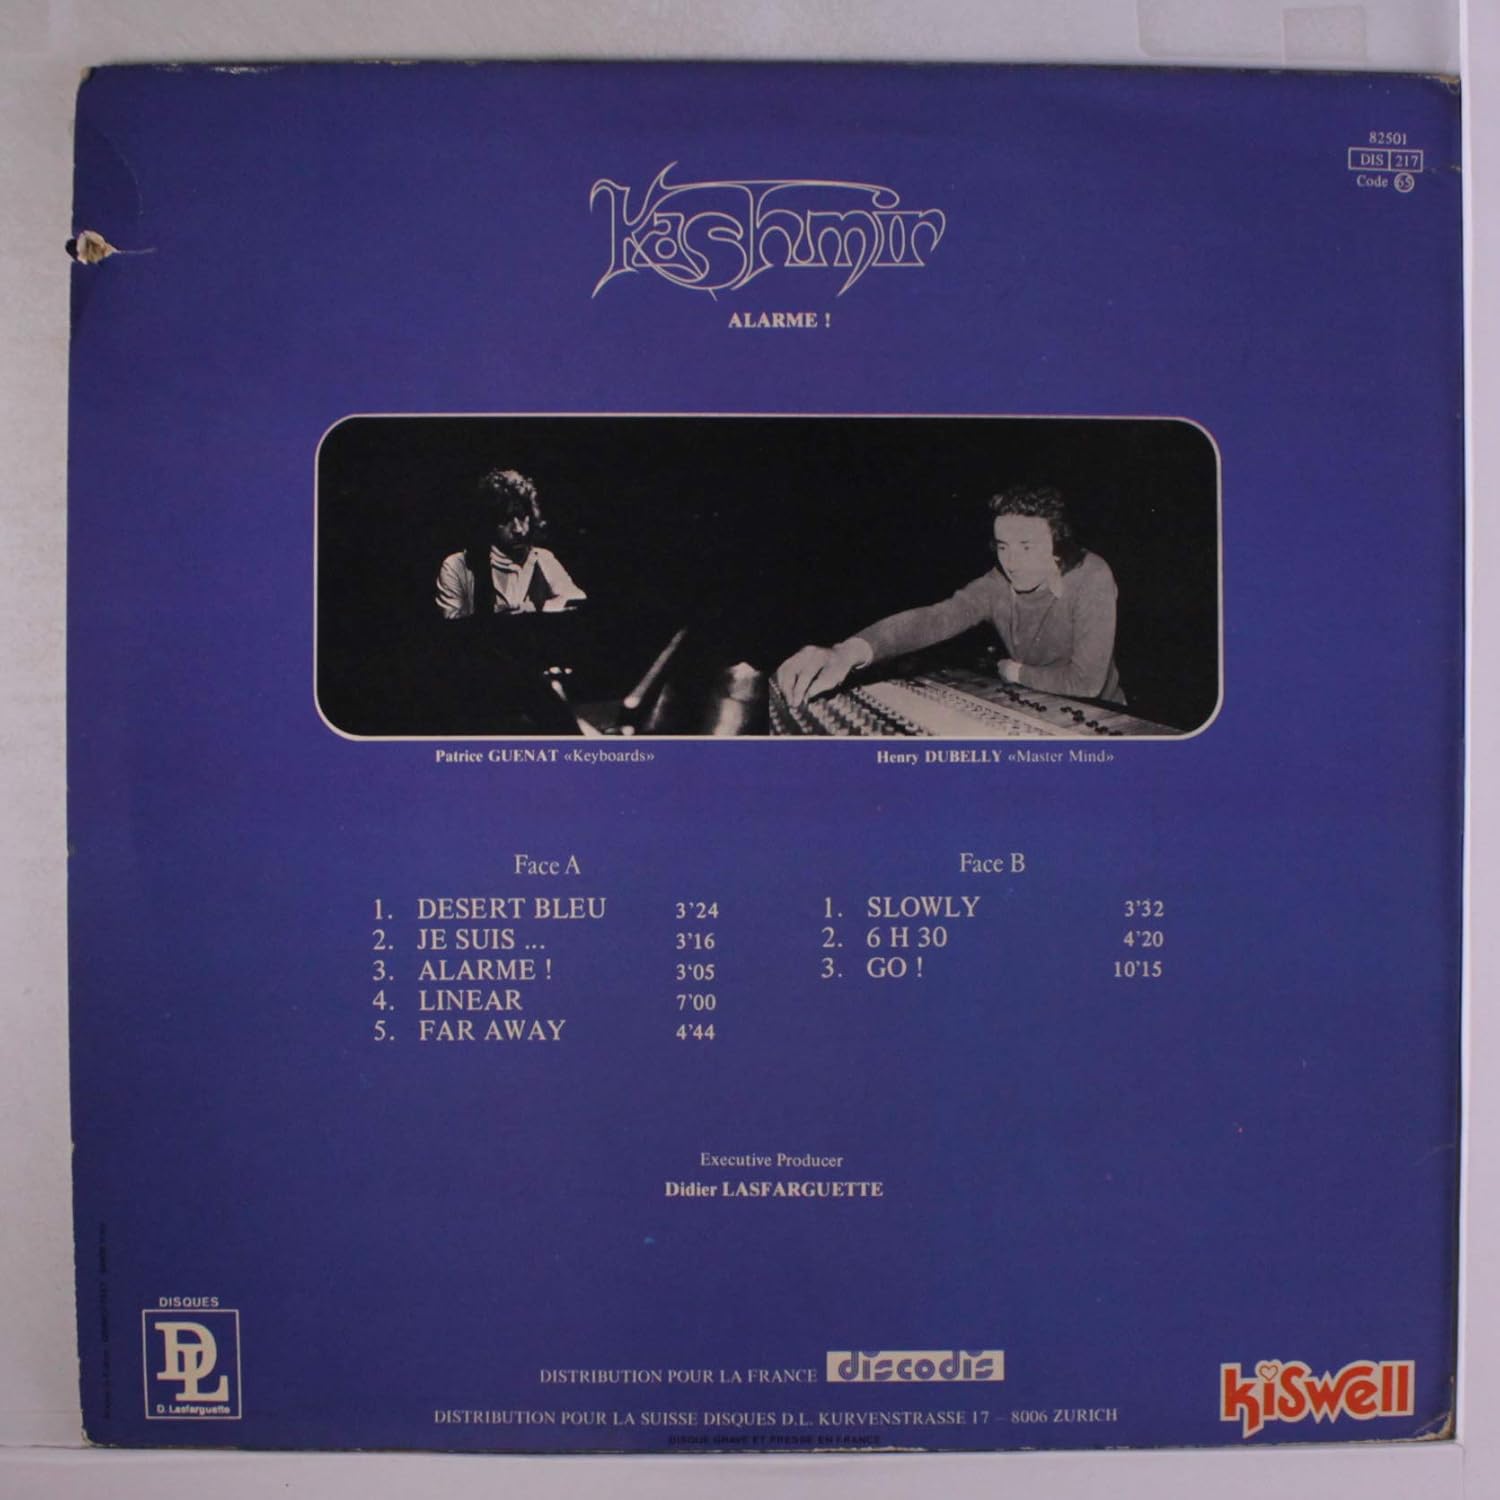 82501
DIS 217
Code 65
Kashmir
ALARME !
Patrice GUENAT «Keyboards»
Henry DUBELLY «Master Mind»
Face A
1. DESERT BLEU 3'24
2. JE SUIS ... 3'16
3. ALARME ! 3'05
4. LINEAR 7'00
5. FAR AWAY 4'44
Face B
1. SLOWLY 3'32
2. 6 H 30 4'20
3. GO ! 10'15
Executive Producer
Didier LASFARGUETTE
DISQUES
DL
D. Lasfarguette
DISTRIBUTION POUR LA FRANCE discodis
DISTRIBUTION POUR LA SUISSE DISQUES D.L. KURVENSTRASSE 17 – 8006 ZURICH
DISQUE GRAVE ET PRESSE EN FRANCE
kiswell